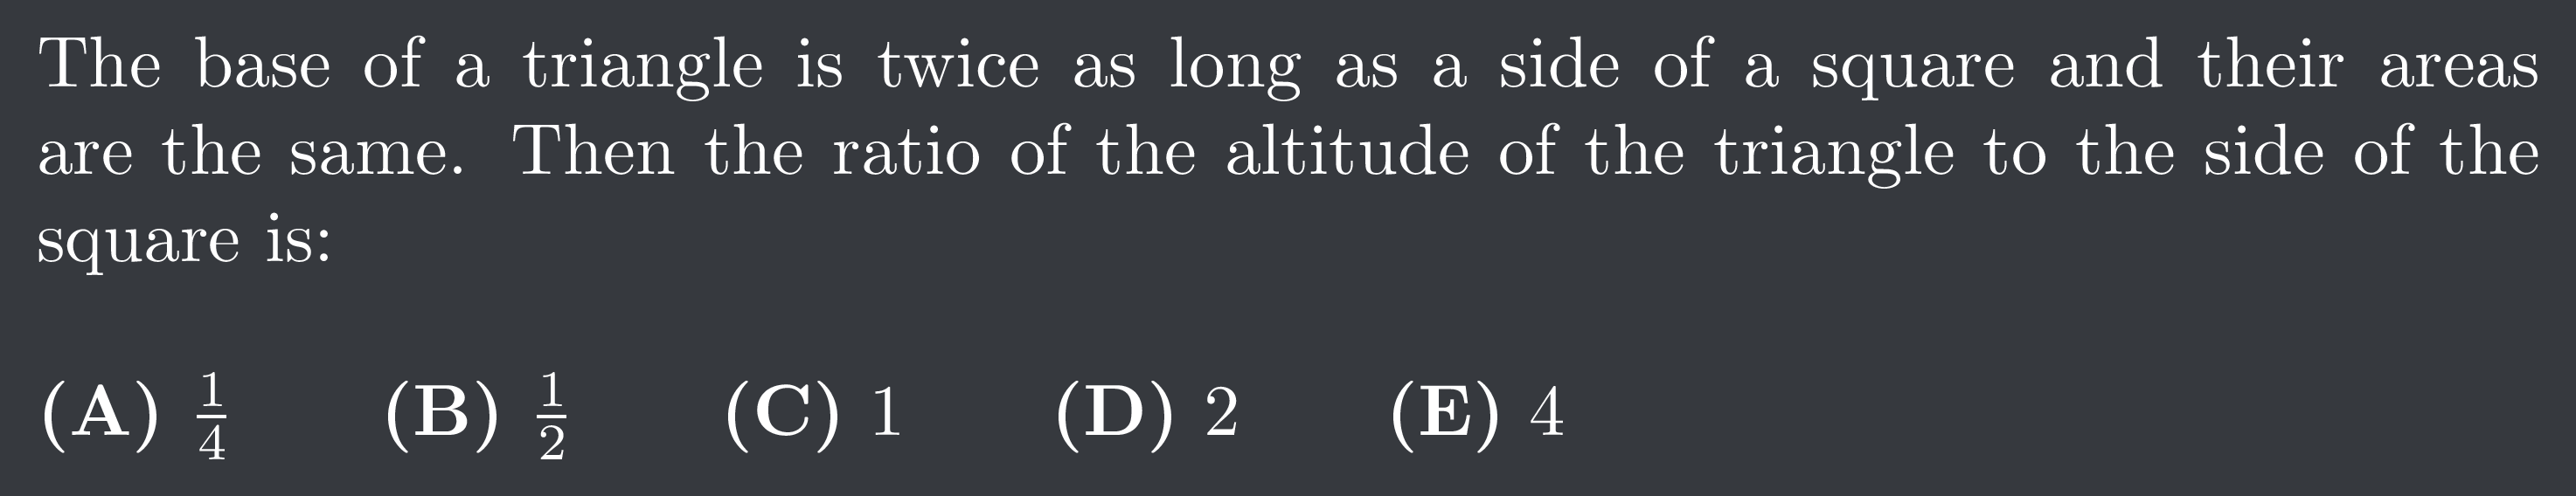 The base of a triangle is twice as long as a side of a square and their areas
are the same. Then the ratio of the altitude of the triangle to the side of the
square is:
(A) 1/4 (B) 1/2 (C) 1 (D) 2 (E) 4